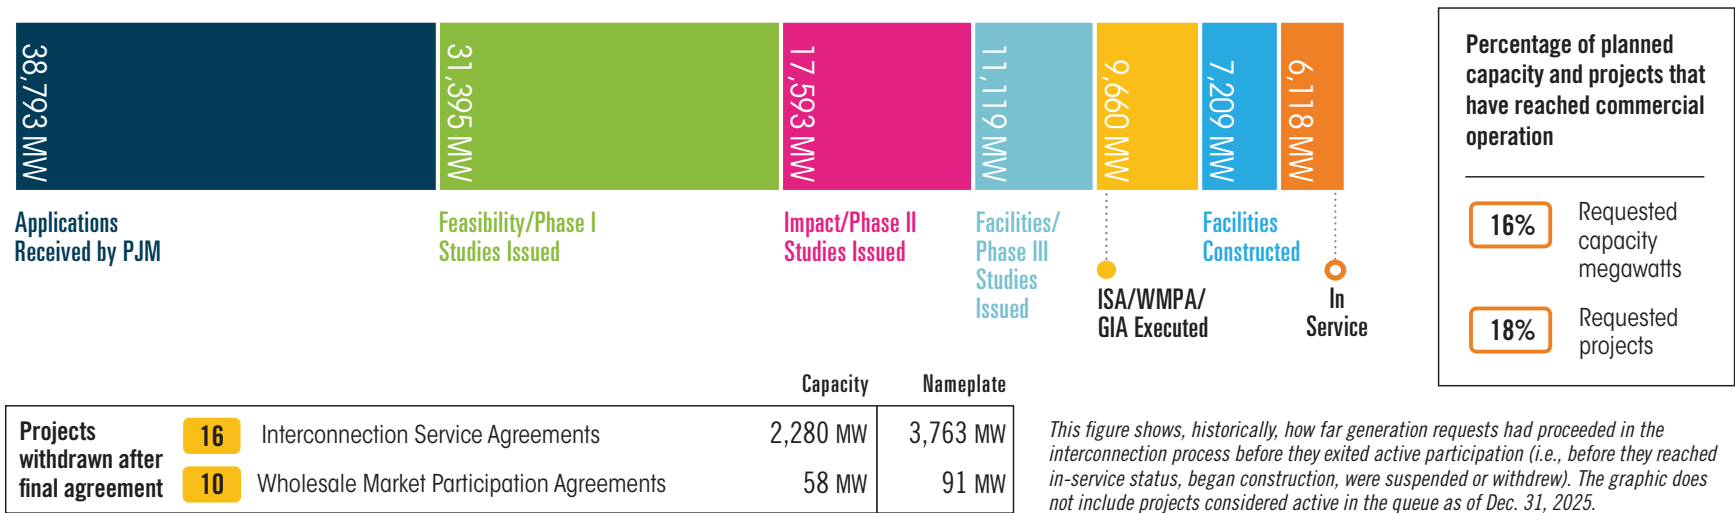 38,793 MW
31,395 MW
17,593 MW
11,119 MW
9,660 MW
7,209 MW
6,118 MW
Applications
Received by PJM
Feasibility/Phase I
Studies Issued
Impact/Phase II
Studies Issued
Facilities/
Phase III
Studies
Issued
ISA/WMPA/
GIA Executed
Facilities
Constructed
In
Service
Percentage of planned
capacity and projects that
have reached commercial
operation
16% Requested
capacity
megawatts
18% Requested
projects
Capacity Nameplate
Projects
withdrawn after
final agreement
16 Interconnection Service Agreements 2,280 MW 3,763 MW
10 Wholesale Market Participation Agreements 58 MW 91 MW
This figure shows, historically, how far generation requests had proceeded in the
interconnection process before they exited active participation (i.e., before they reached
in-service status, began construction, were suspended or withdrew). The graphic does
not include projects considered active in the queue as of Dec. 31, 2025.